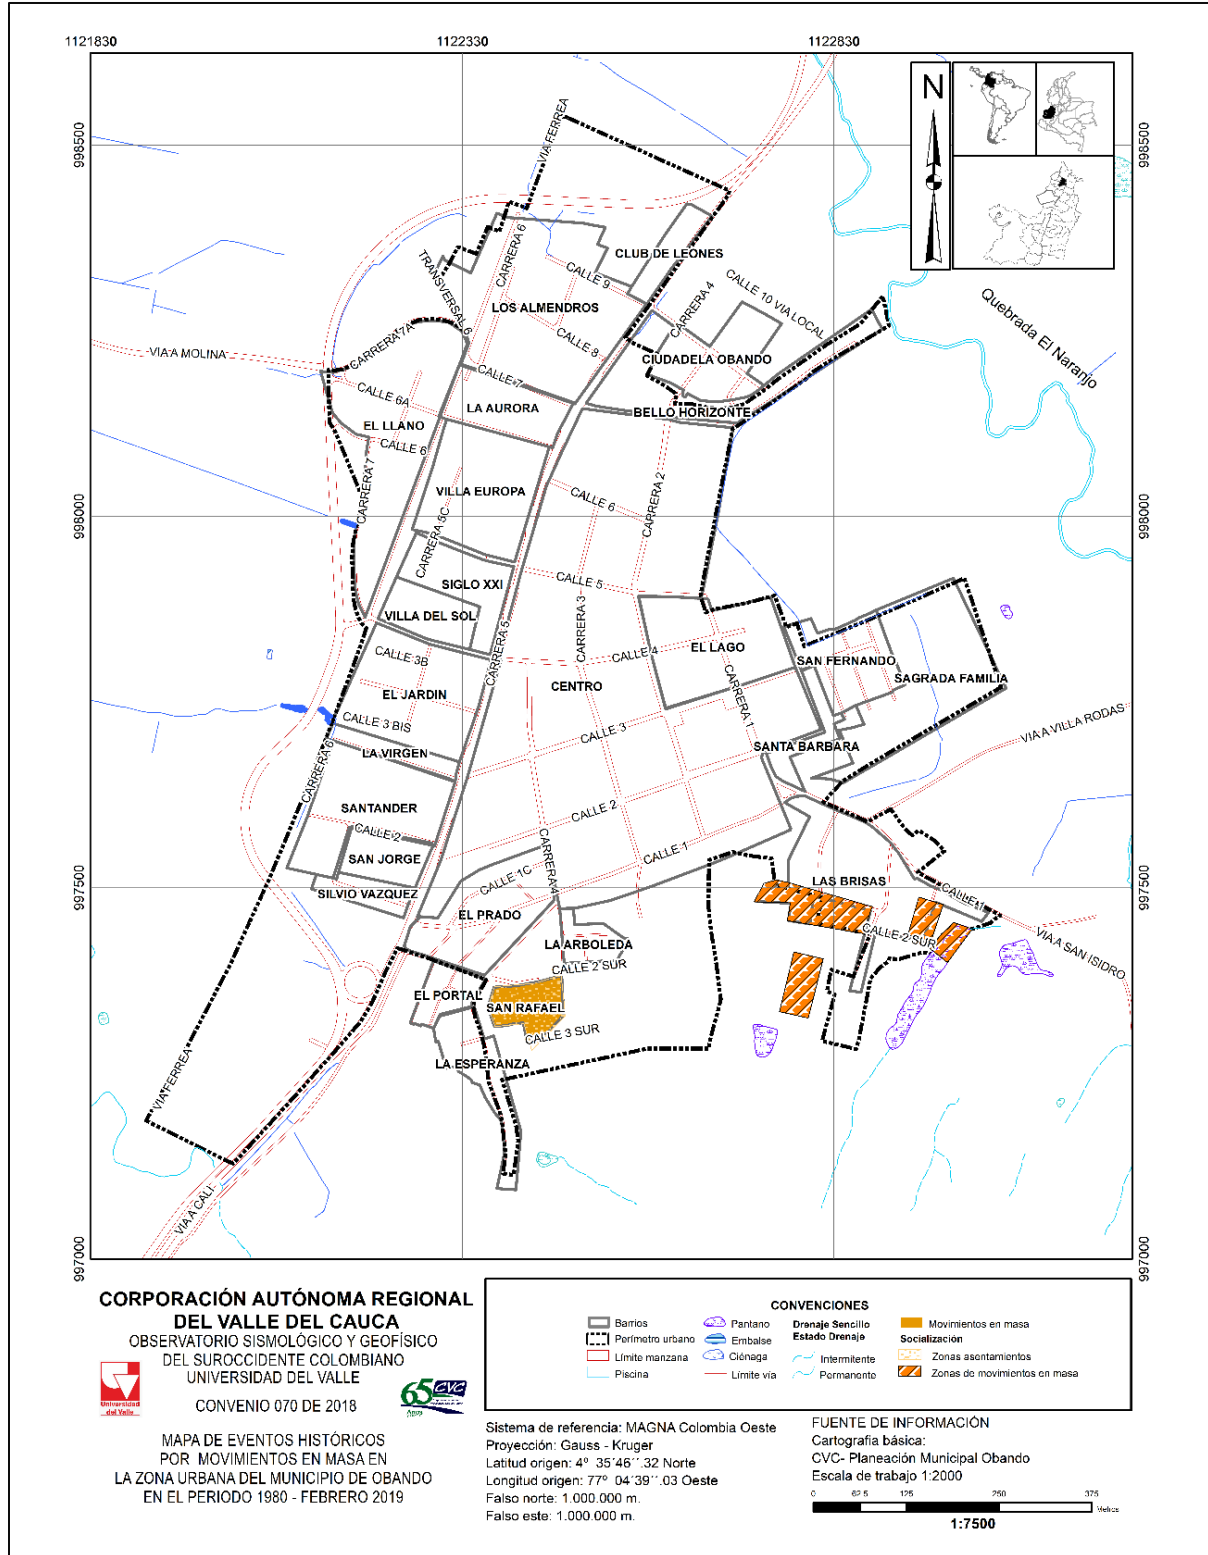 1121830
1122330
1122830
998500
998500
N
VIA FERREA
CLUB DE LEONES
CARRERA 6
CALLE 9
TRANSVERSAL 6
CARRERA 4
CALLE 10 VIA LOCAL
Quebrada El Naranjo
LOS ALMENDROS
CARRERA 7A
CALLE 8
VIA A MOLINA
CIUDADELA OBANDO
CALLE 7
CALLE 6A
LA AURORA
BELLO HORIZONTE
EL LLANO
CALLE 6
CARRERA 7
VILLA EUROPA
CARRERA 2
CALLE 6
998000
998000
CARRERA 5C
SIGLO XXI
CALLE 5
VILLA DEL SOL
CARRERA 3
CARRERA 5
CALLE 3B
CALLE 4
EL LAGO
SAN FERNANDO
SAGRADA FAMILIA
CENTRO
EL JARDIN
CARRERA 1
CALLE 3 BIS
CALLE 3
VIA A VILLA RODAS
LA VIRGEN
SANTA BARBARA
CARRERA 6
SANTANDER
CALLE 2
CALLE 2
SAN JORGE
CALLE 1
CARRERA 4
CALLE 1C
LAS BRISAS
997500
997500
SILVIO VAZQUEZ
CALLE 1
EL PRADO
CALLE 2 SUR
VIA A SAN ISIDRO
LA ARBOLEDA
CALLE 2 SUR
EL PORTAL
SAN RAFAEL
CALLE 3 SUR
LA ESPERANZA
VIA FERREA
VIA A CALI
997000
997000
CORPORACIÓN AUTÓNOMA REGIONAL
DEL VALLE DEL CAUCA
OBSERVATORIO SISMOLÓGICO Y GEOFÍSICO
DEL SUROCCIDENTE COLOMBIANO
UNIVERSIDAD DEL VALLE
CONVENIO 070 DE 2018
Universidad
del Valle
65
Años
CVC
MAPA DE EVENTOS HISTÓRICOS
POR MOVIMIENTOS EN MASA EN
LA ZONA URBANA DEL MUNICIPIO DE OBANDO
EN EL PERIODO 1980 - FEBRERO 2019
CONVENCIONES
Barrios
Perímetro urbano
Límite manzana
Piscina
Pantano
Embalse
Ciénaga
Límite vía
Drenaje Sencillo
Estado Drenaje
Intermitente
Permanente
Movimientos en masa
Socialización
Zonas asentamientos
Zonas de movimientos en masa
Sistema de referencia: MAGNA Colombia Oeste
Proyección: Gauss - Kruger
Latitud origen: 4º 35´46´´.32 Norte
Longitud origen: 77º 04´39´´.03 Oeste
Falso norte: 1.000.000 m.
Falso este: 1.000.000 m.
FUENTE DE INFORMACIÓN
Cartografia básica:
CVC- Planeación Municipal Obando
Escala de trabajo 1:2000
0 62.5 125 250 375
Metros
1:7500